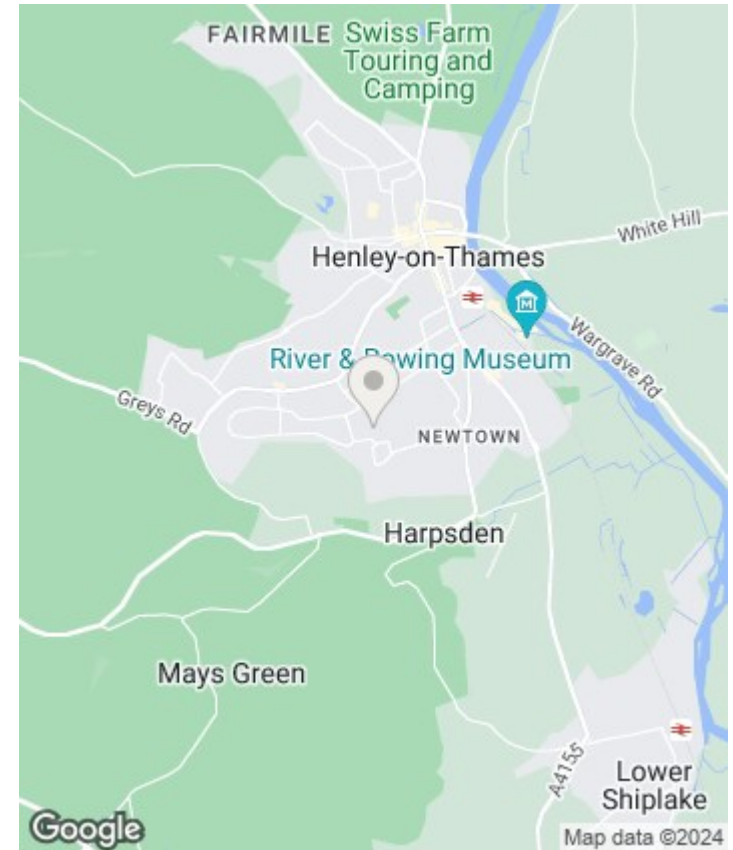 FAIRMILE
Swiss Farm
Touring and
Camping
White Hill
Henley-on-Thames
M
River & Rowing Museum
Wargrave Rd
Greys Rd
NEWTOWN
Harpsden
Mays Green
A4155
Lower
Shiplake
Google
Map data ©2024